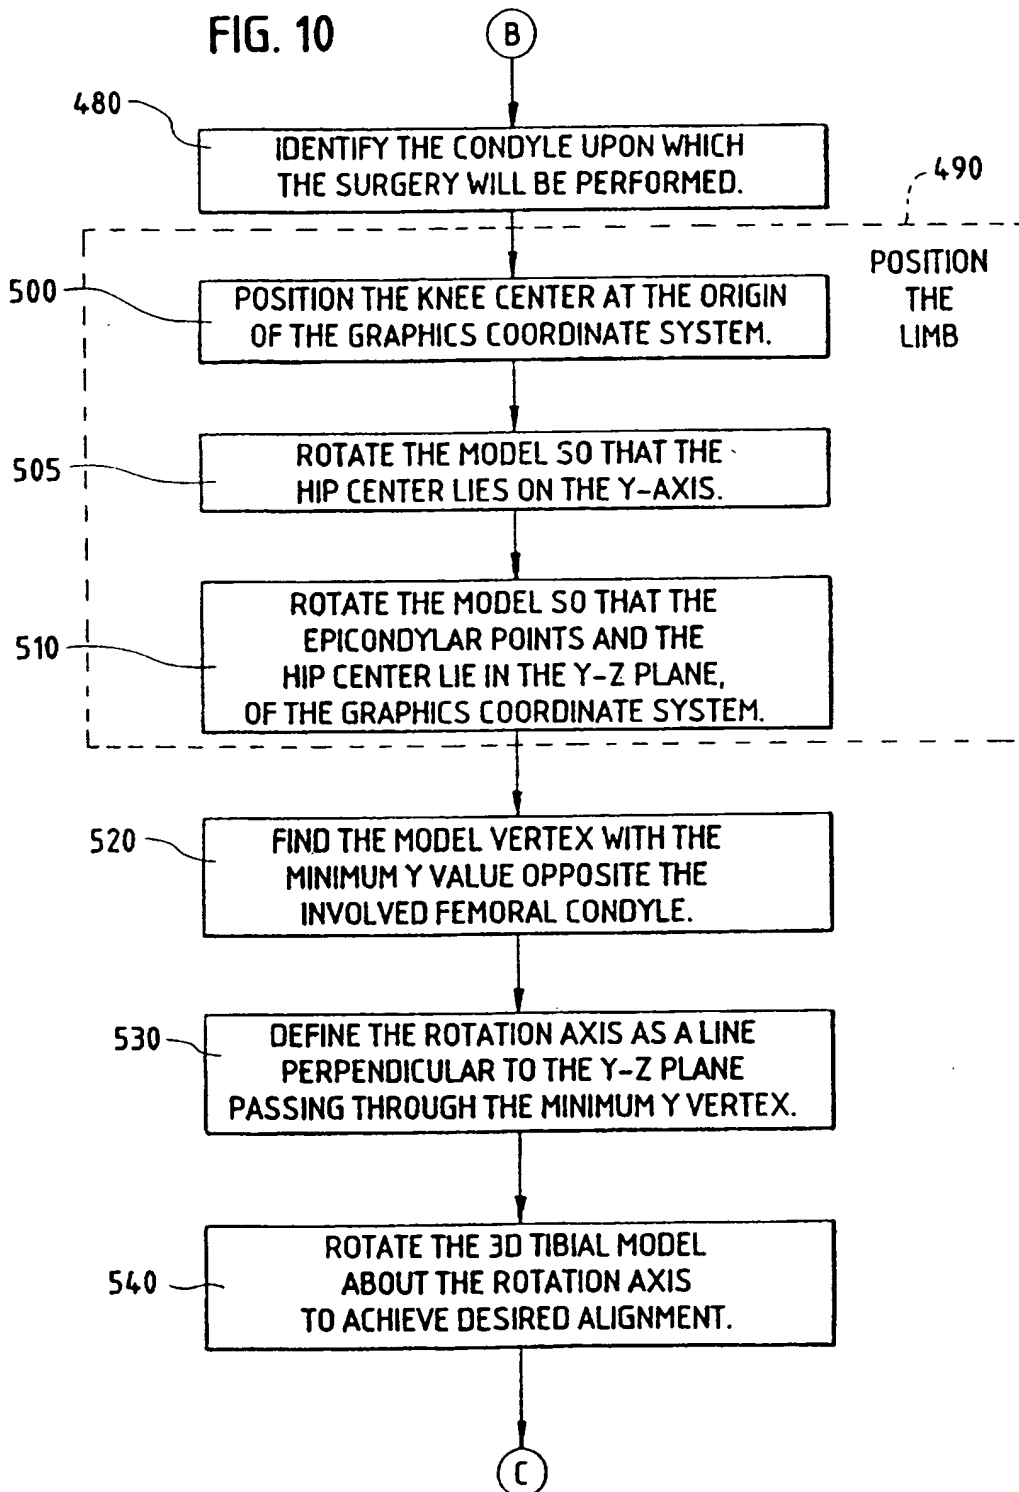 FIG. 10
B
480
IDENTIFY THE CONDYLE UPON WHICH
THE SURGERY WILL BE PERFORMED.
490
POSITION
THE
LIMB
500
POSITION THE KNEE CENTER AT THE ORIGIN
OF THE GRAPHICS COORDINATE SYSTEM.
505
ROTATE THE MODEL SO THAT THE
HIP CENTER LIES ON THE Y-AXIS.
510
ROTATE THE MODEL SO THAT THE
EPICONDYLAR POINTS AND THE
HIP CENTER LIE IN THE Y-Z PLANE,
OF THE GRAPHICS COORDINATE SYSTEM.
520
FIND THE MODEL VERTEX WITH THE
MINIMUM Y VALUE OPPOSITE THE
INVOLVED FEMORAL CONDYLE.
530
DEFINE THE ROTATION AXIS AS A LINE
PERPENDICULAR TO THE Y-Z PLANE
PASSING THROUGH THE MINIMUM Y VERTEX.
540
ROTATE THE 3D TIBIAL MODEL
ABOUT THE ROTATION AXIS
TO ACHIEVE DESIRED ALIGNMENT.
C